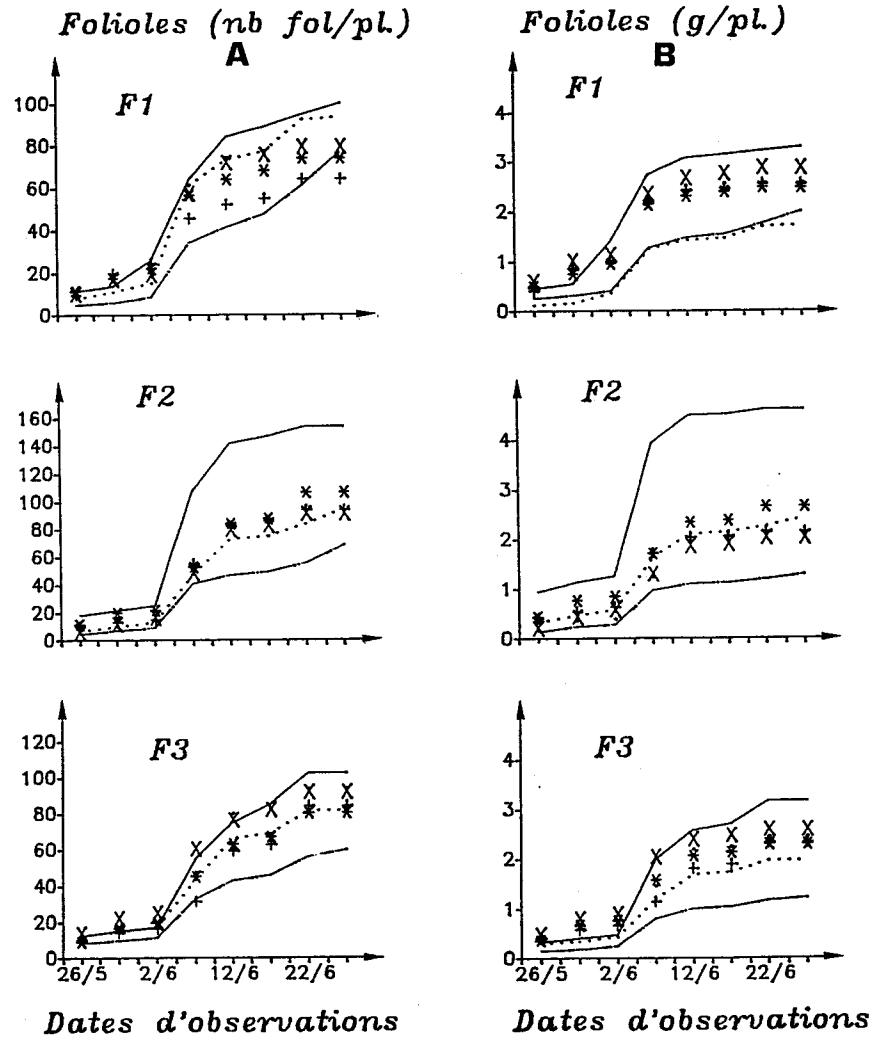 Folioles (nb fol/pl.)
A
F1
100
80
60
40
20
0
F2
160
140
120
100
80
60
40
20
0
F3
120
100
80
60
40
20
0
26/5 2/6 12/6 22/6
Dates d'observations
Folioles (g/pl.)
B
F1
4
3
2
1
0
F2
4
3
2
1
0
F3
4
3
2
1
0
26/5 2/6 12/6 22/6
Dates d'observations